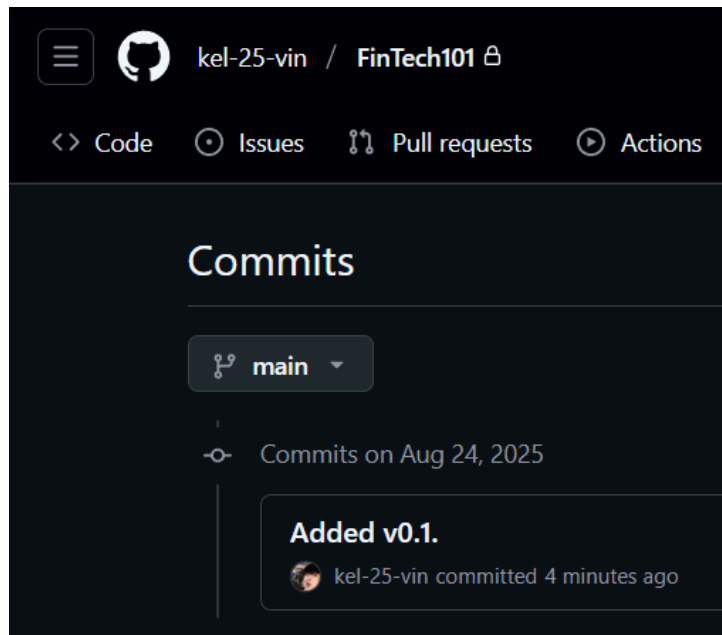 kel-25-vin / FinTech101
<> Code Issues Pull requests Actions
Commits
main
Commits on Aug 24, 2025
Added v0.1.
kel-25-vin committed 4 minutes ago